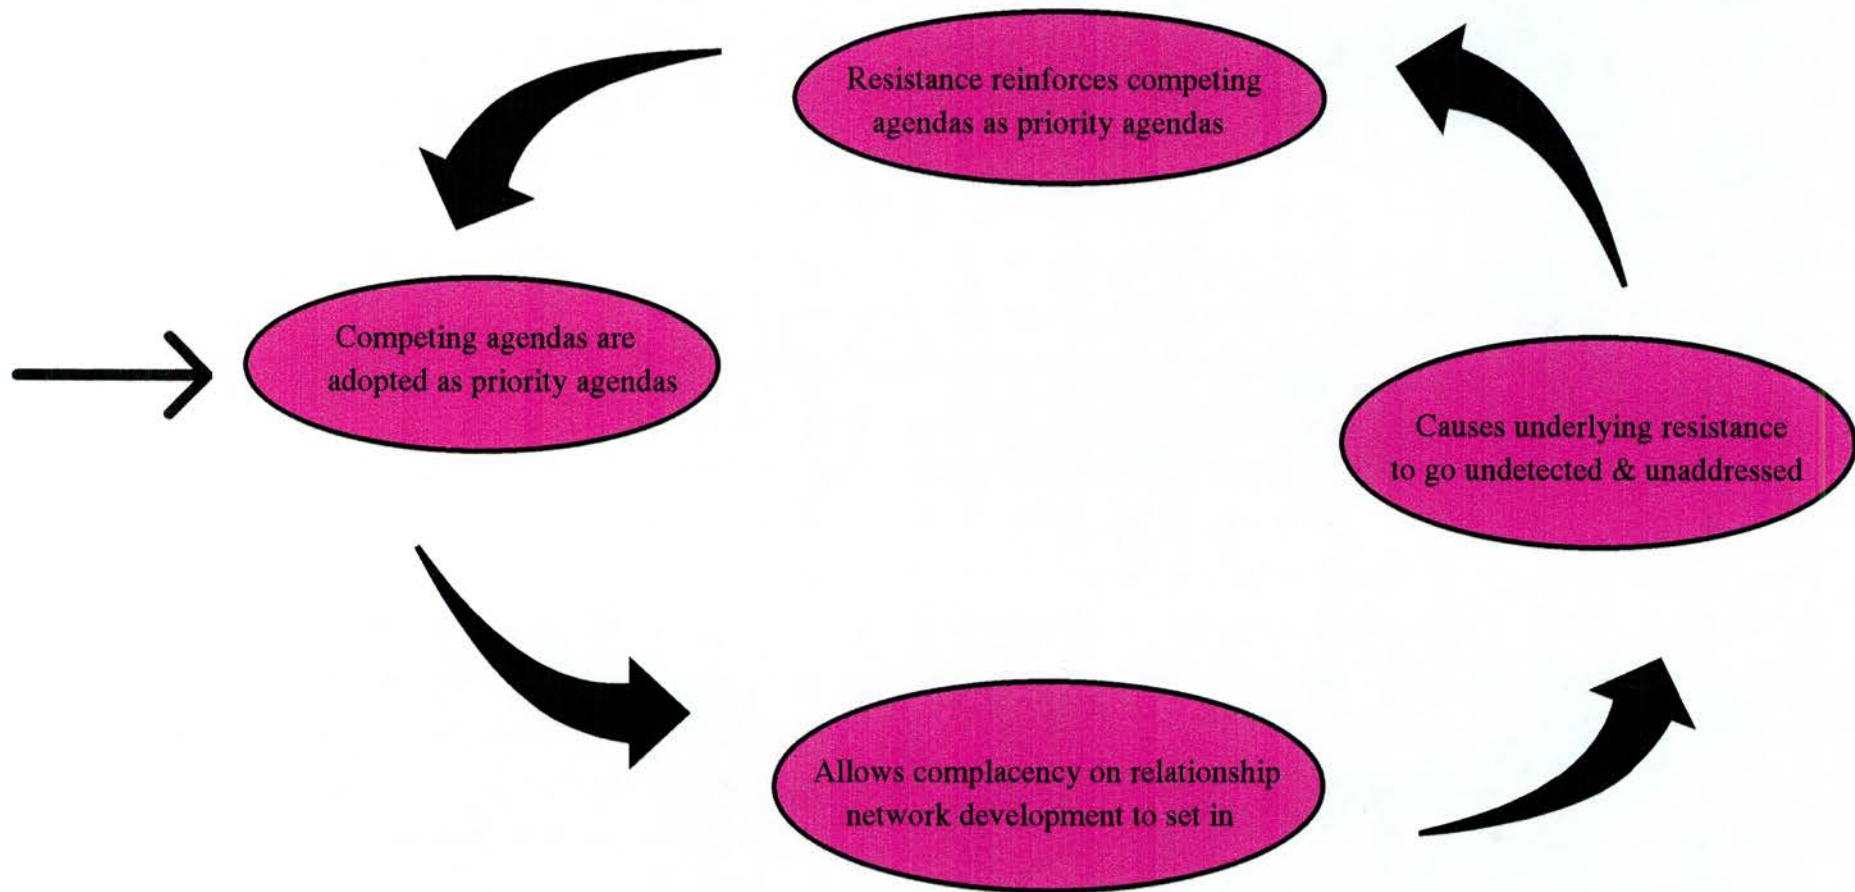 Resistance reinforces competing
agendas as priority agendas
Competing agendas are
adopted as priority agendas
Causes underlying resistance
to go undetected & unaddressed
Allows complacency on relationship
network development to set in